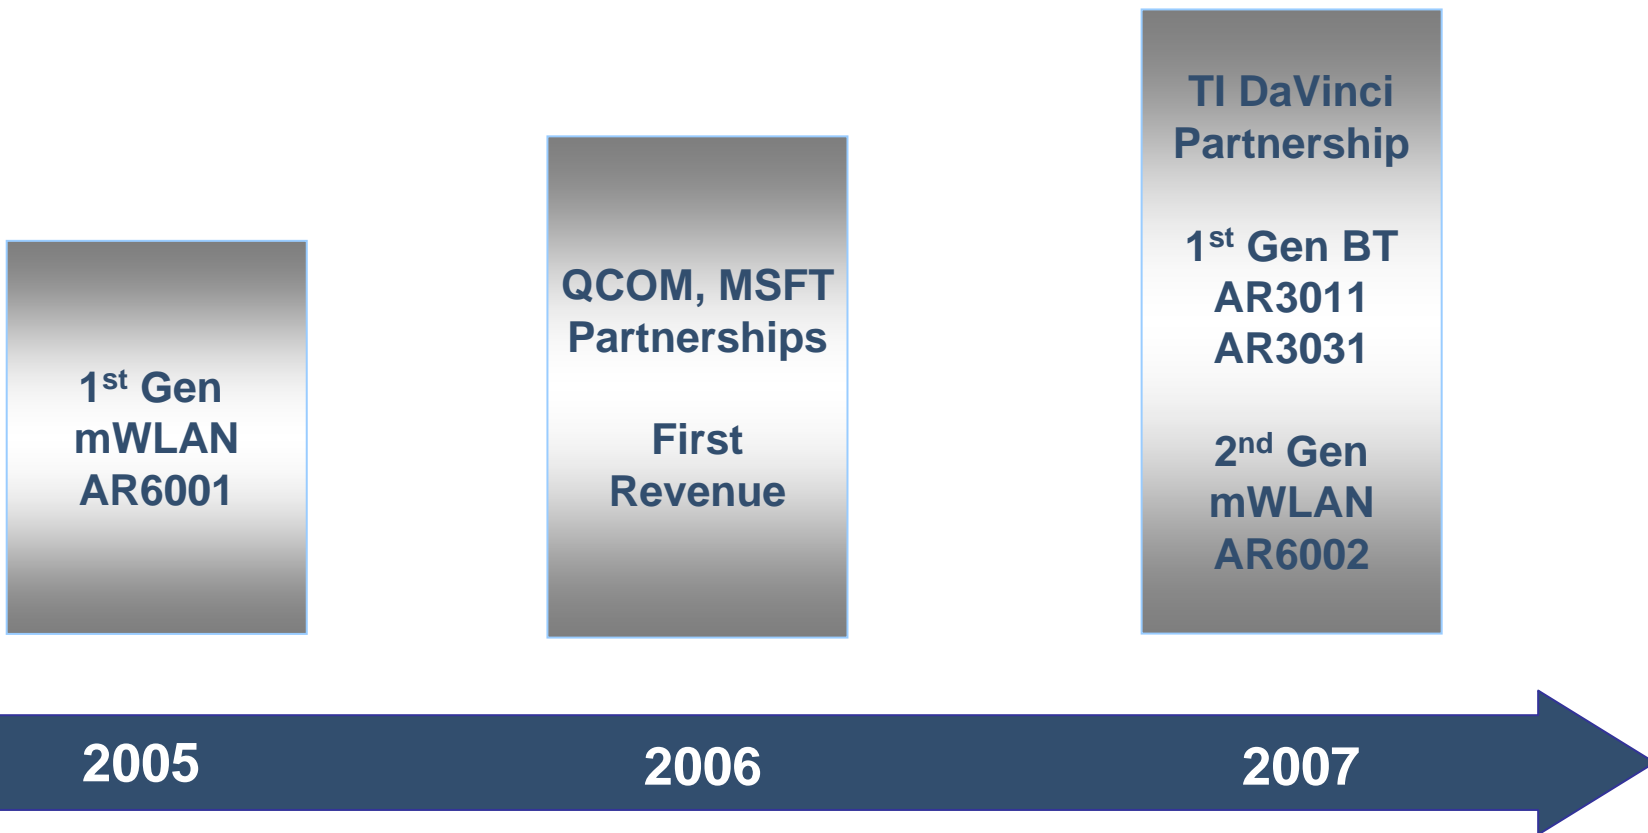 1st Gen
mWLAN
AR6001
QCOM, MSFT
Partnerships
First
Revenue
TI DaVinci
Partnership
1st Gen BT
AR3011
AR3031
2nd Gen
mWLAN
AR6002
2005
2006
2007